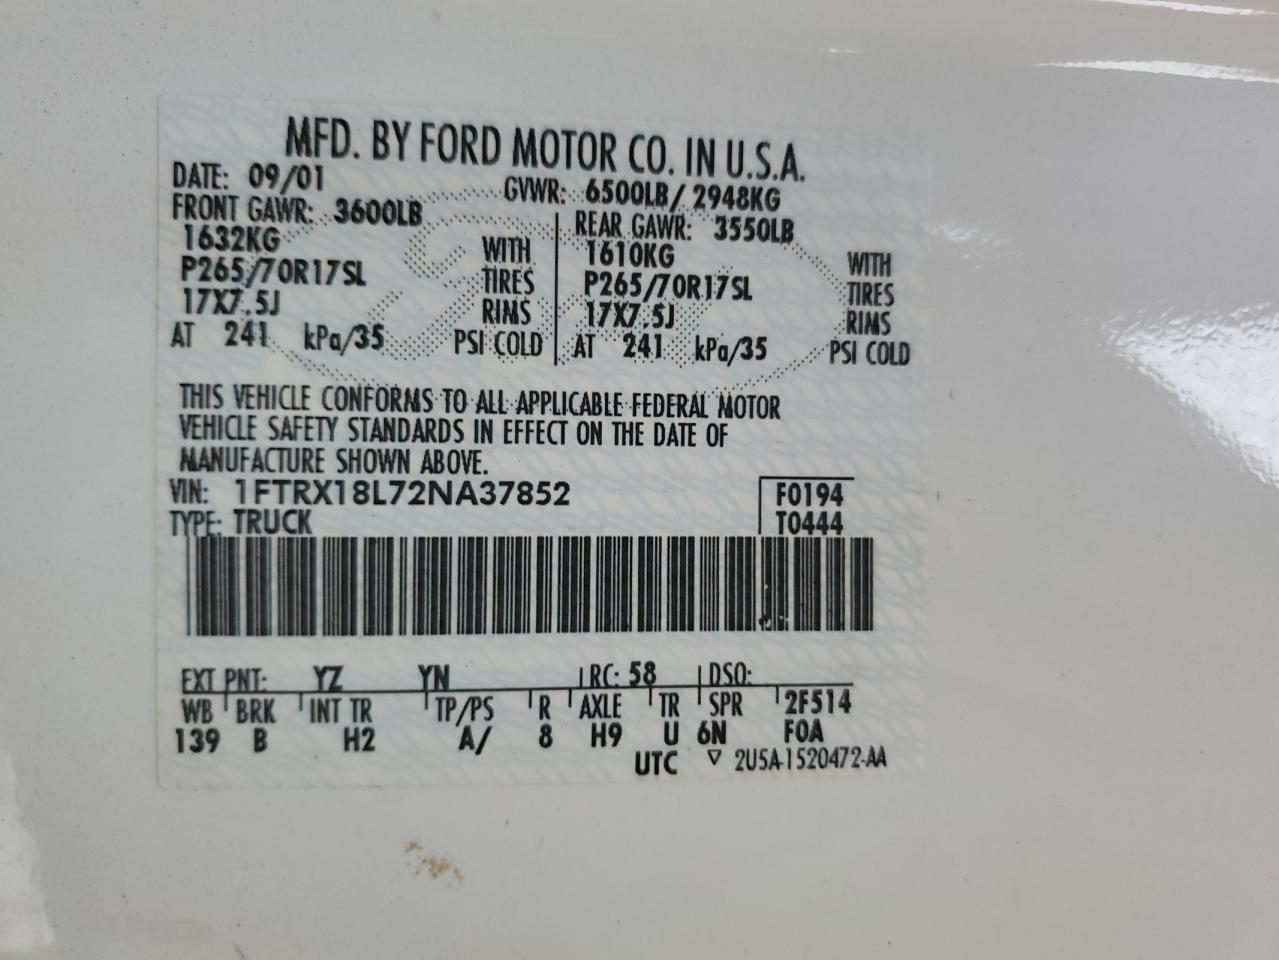 MFD. BY FORD MOTOR CO. IN U.S.A.
DATE: 09/01 GVWR: 6500LB/ 2948KG
FRONT GAWR: 3600LB REAR GAWR: 3550LB
1632KG WITH 1610KG WITH
P265/70R17SL TIRES P265/70R17SL TIRES
17X7.5J RIMS 17X7.5J RIMS
AT 241 kPa/35 PSI COLD AT 241 kPa/35 PSI COLD
THIS VEHICLE CONFORMS TO ALL APPLICABLE FEDERAL MOTOR
VEHICLE SAFETY STANDARDS IN EFFECT ON THE DATE OF
MANUFACTURE SHOWN ABOVE.
VIN: 1FTRX18L72NA37852 F0194
TYPE: TRUCK T0444
EXT PNT: YZ YN RC: 58 DSO:
WB BRK INT TR TP/PS R AXLE TR SPR 2F514
139 B H2 A/ 8 H9 U 6N F0A
UTC ▽ 2U5A-1520472-AA